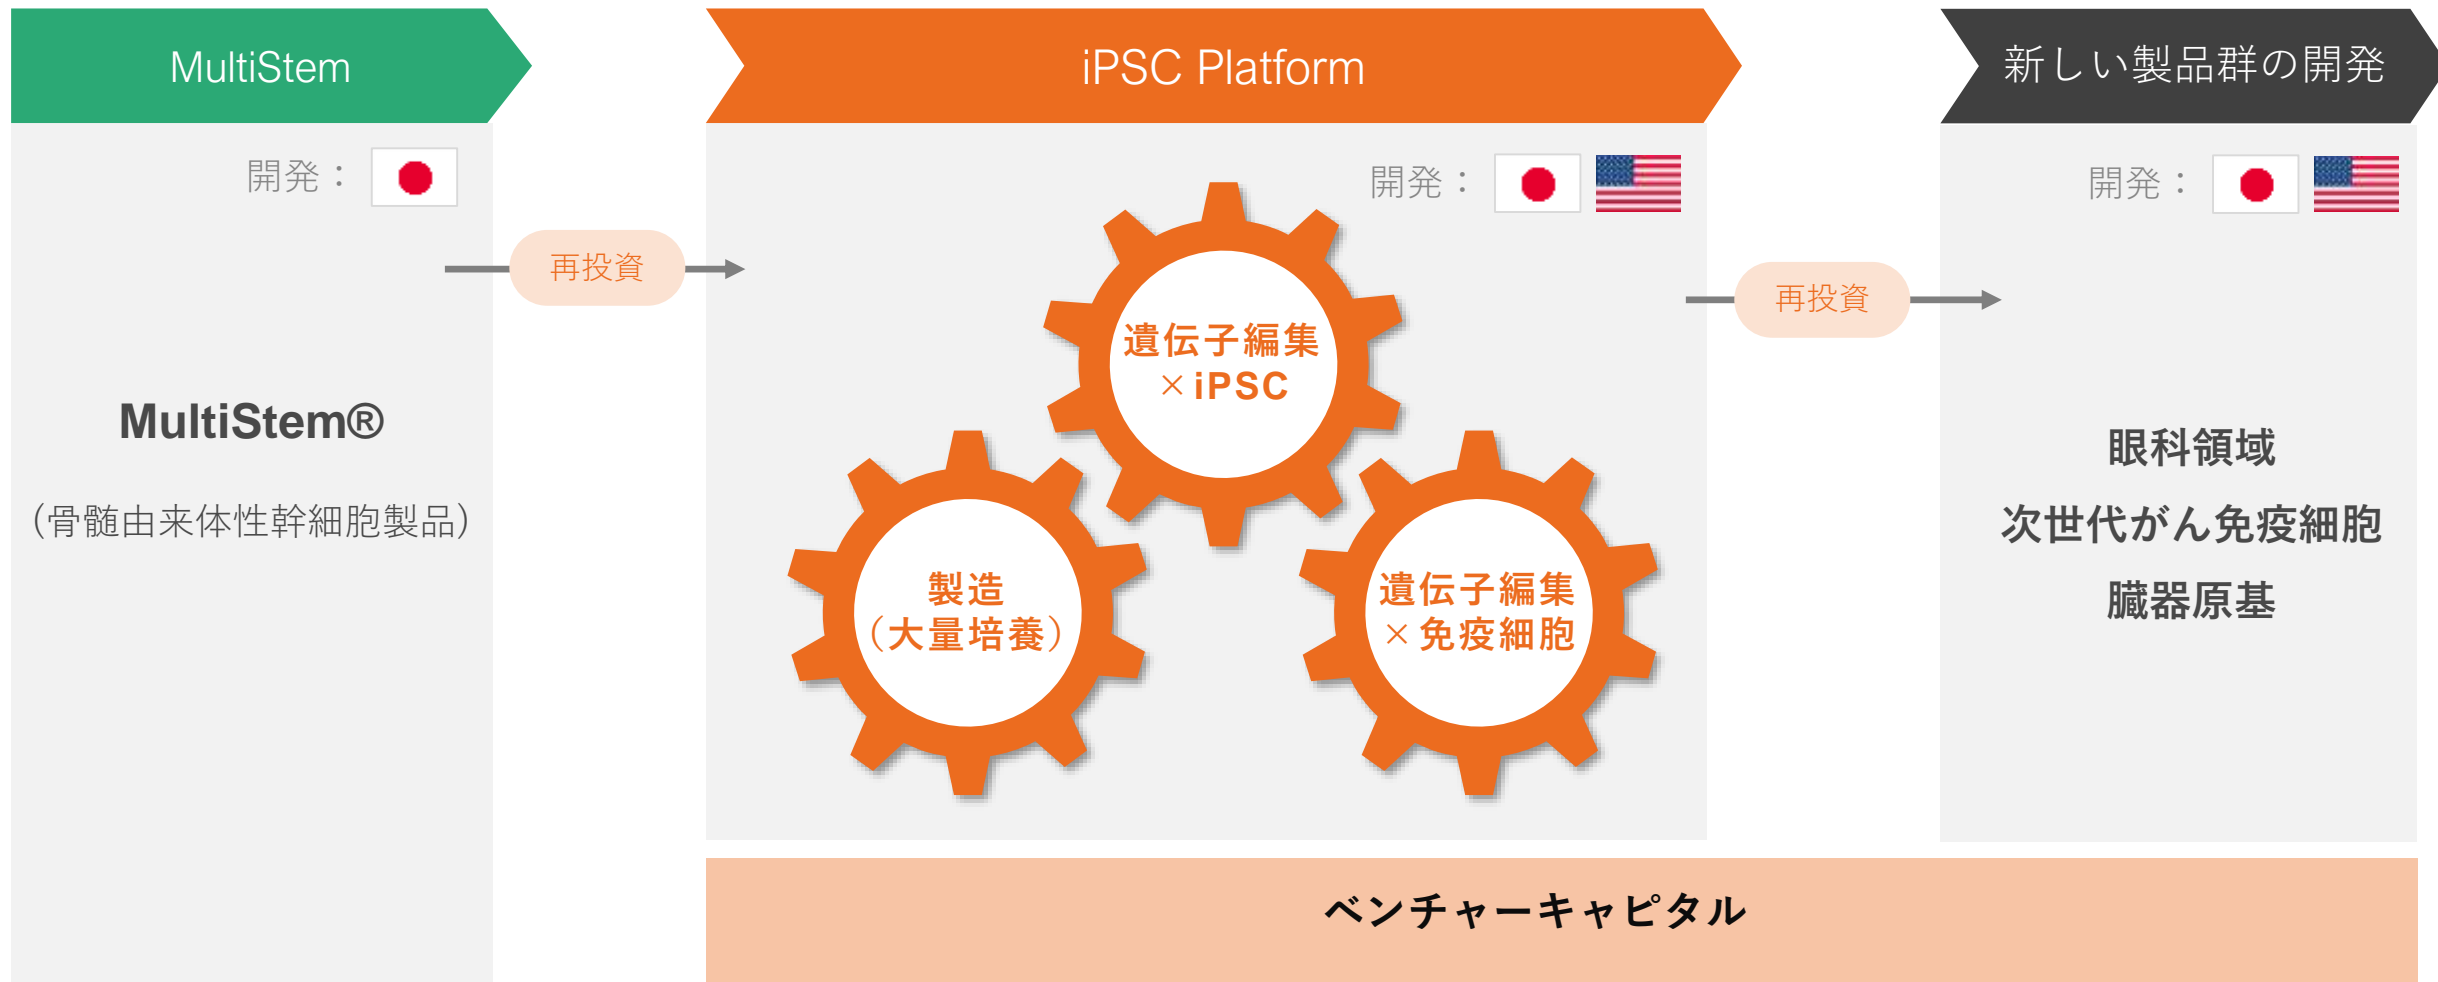 MultiStem
開発：
MultiStem®
（骨髄由来体性幹細胞製品）
再投資
iPSC Platform
開発：
遺伝子編集
×iPSC
製造
（大量培養）
遺伝子編集
×免疫細胞
再投資
新しい製品群の開発
開発：
眼科領域
次世代がん免疫細胞
臓器原基
ベンチャーキャピタル